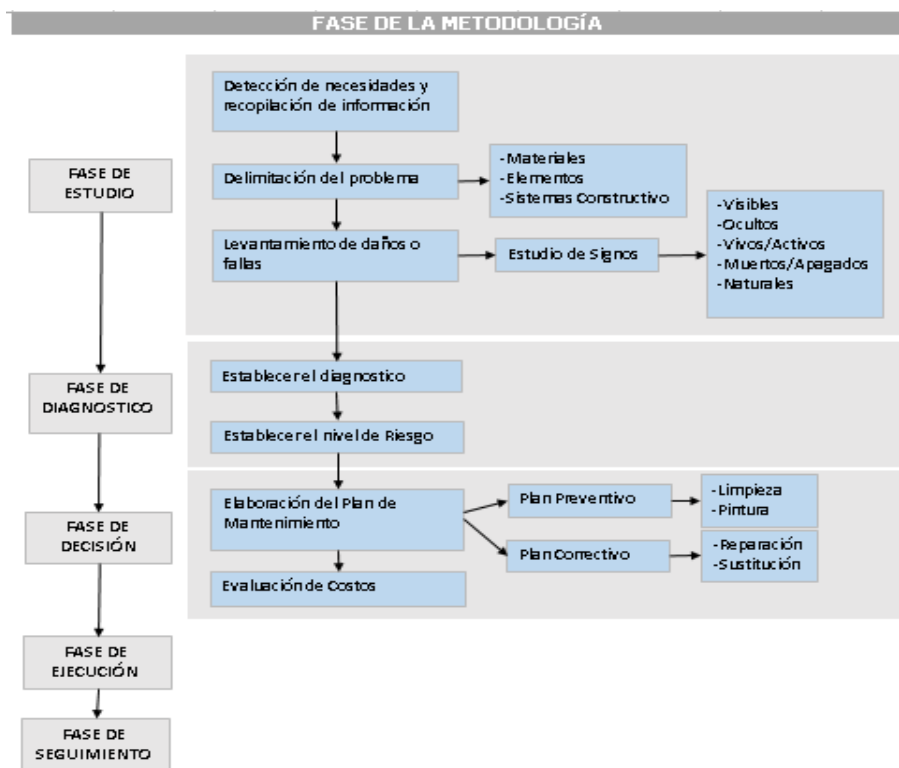 FASE DE LA METODOLOGÍA
FASE DE
ESTUDIO
Detección de necesidades y
recopilación de información
Delimitación del problema
-Materiales
-Elementos
-Sistemas Constructivo
Levantamiento de daños o
fallas
Estudio de Signos
-Visibles
-Ocultos
-Vivos/Activos
-Muertos/Apagados
-Naturales
FASE DE
DIAGNOSTICO
Establecer el diagnostico
Establecer el nivel de Riesgo
FASE DE
DECISIÓN
Elaboración del Plan de
Mantenimiento
Plan Preventivo
-Limpieza
-Pintura
Plan Correctivo
-Reparación
-Sustitución
Evaluación de Costos
FASE DE
EJECUCIÓN
FASE DE
SEGUIMIENTO